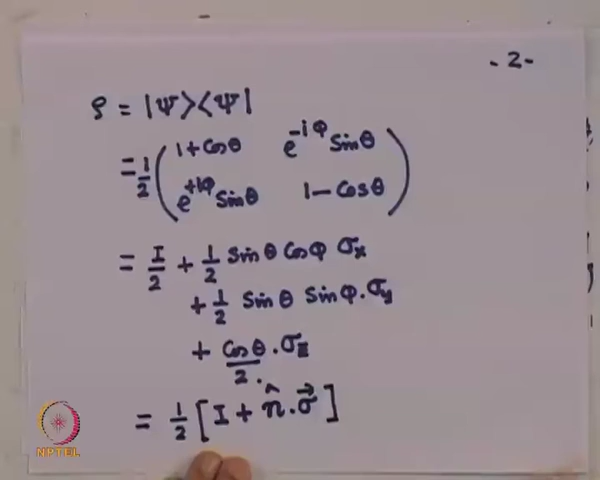 - 2 -
ρ = |Ψ><Ψ|
= 1/2 ( 1 + Cosθ    e^{-iφ} Sinθ
e^{+iφ} Sinθ    1 - Cosθ )
= I/2 + 1/2 Sinθ Cosφ σx
+ 1/2 Sinθ Sinφ . σy
+ Cosθ/2 . σz
= 1/2 [ I + n̂ . σ⃗ ]
NPTEL